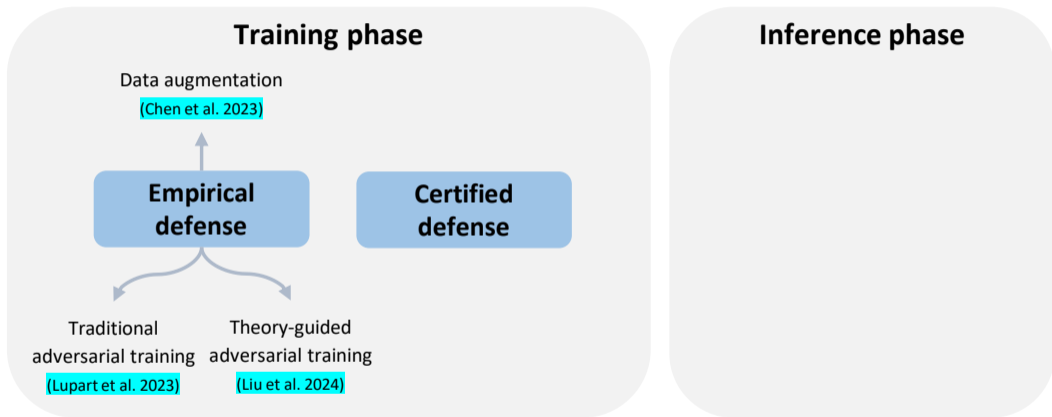 Training phase
Data augmentation
(Chen et al. 2023)
Empirical
defense
Certified
defense
Traditional
adversarial training
(Lupart et al. 2023)
Theory-guided
adversarial training
(Liu et al. 2024)
Inference phase